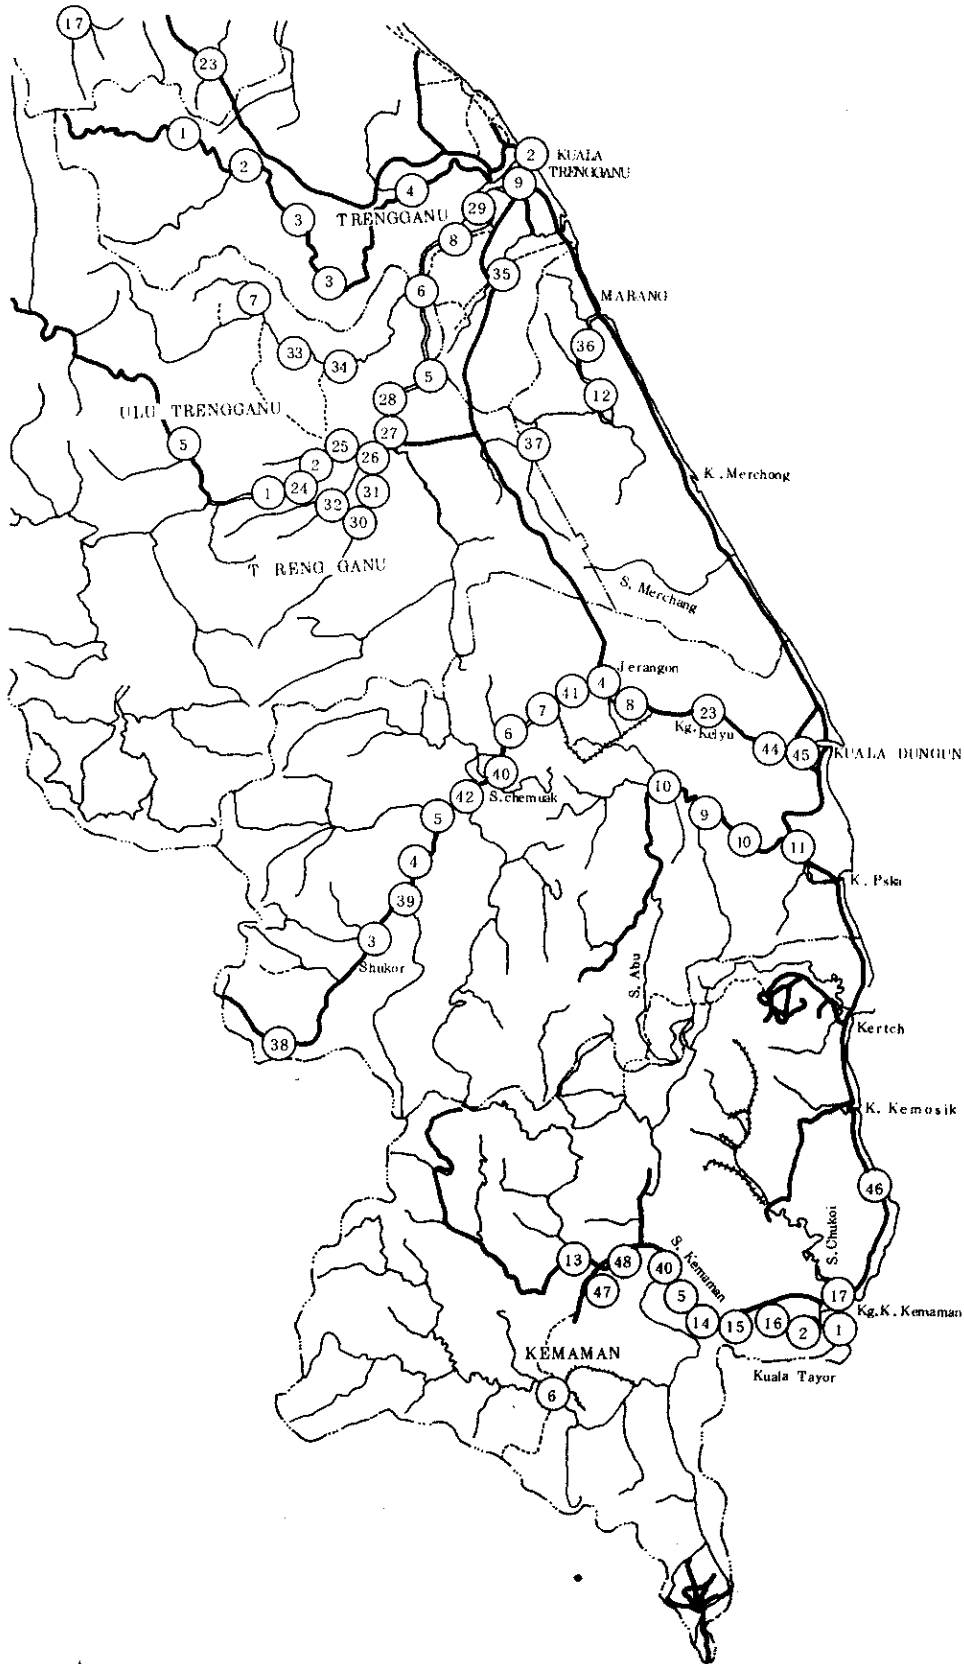 17
23
1
2
2
KUALA
TRENGGANU
9
4
3
29
TRENGGANU
8
3
35
6
7
MARANG
36
33
34
5
12
28
ULU TRENGGANU
5
27
25
37
26
2
K. Merchong
1
24
31
32
30
TRENG GANU
S. Merchang
Jerangon
4
41
8
7
23
Kg. Kelyu
6
44
45
KUALA DUNGUN
40
S. chemuak
10
42
5
9
10
11
4
K. Pska
39
3
Shukor
S. Abu
Kertch
38
K. Kemosik
46
S. Chukoi
S. Kemaman
13
48
40
47
5
17
Kg. K. Kemaman
14
15
16
2
1
KEMAMAN
Kuala Tayor
6